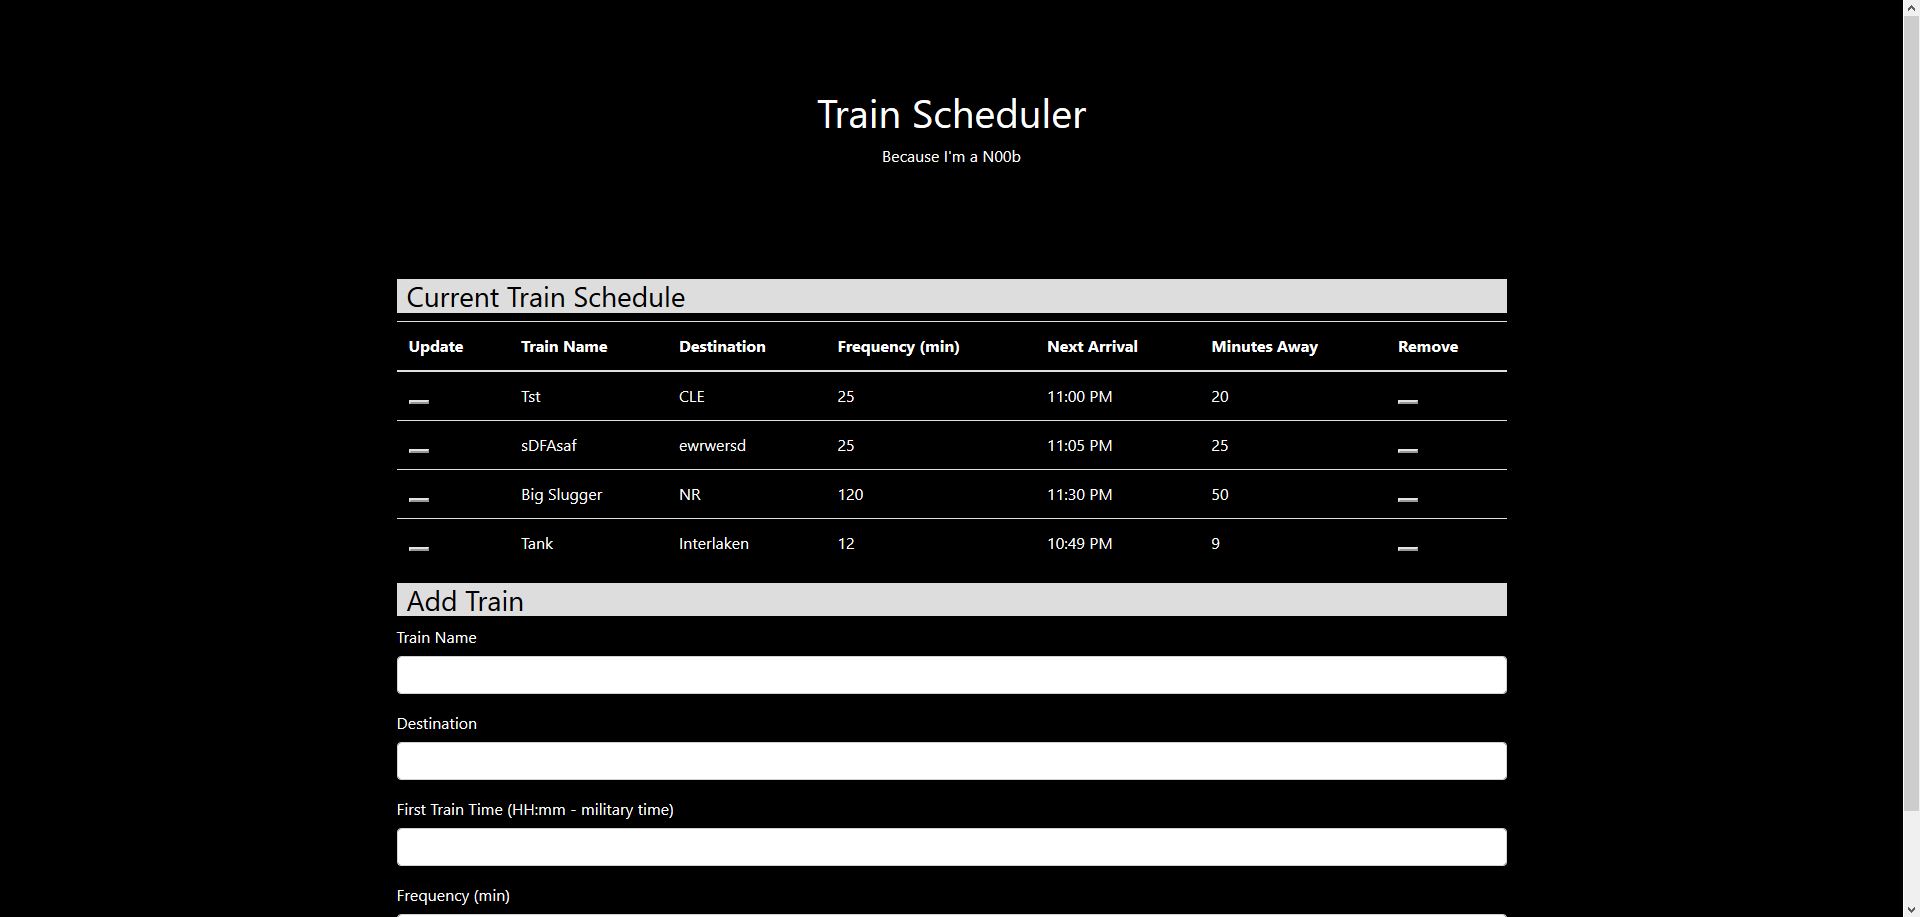 Train Scheduler
Because I'm a N00b
Current Train Schedule
Update Train Name Destination Frequency (min) Next Arrival Minutes Away Remove
Tst CLE 25 11:00 PM 20
sDFAsaf ewrwersd 25 11:05 PM 25
Big Slugger NR 120 11:30 PM 50
Tank Interlaken 12 10:49 PM 9
Add Train
Train Name
Destination
First Train Time (HH:mm - military time)
Frequency (min)